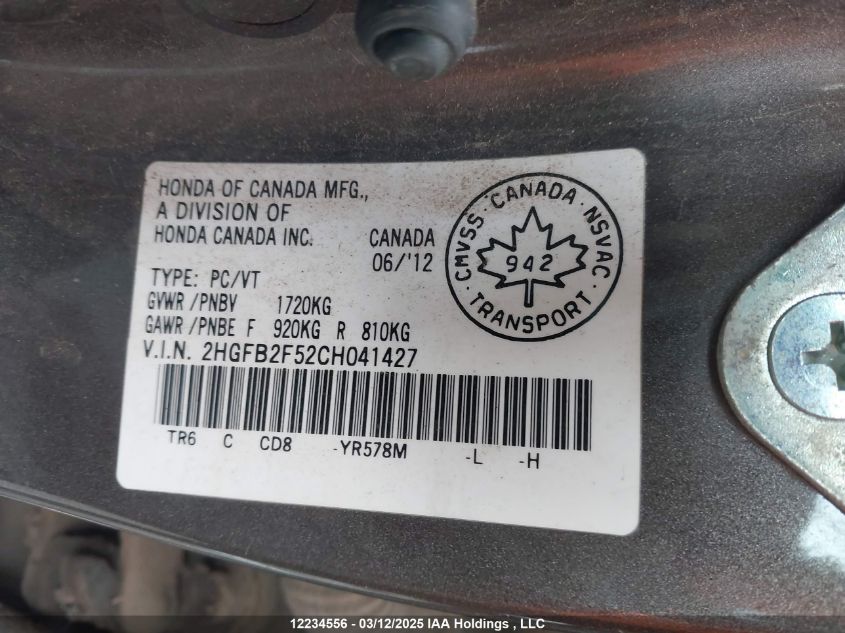 HONDA OF CANADA MFG.,
A DIVISION OF
HONDA CANADA INC. CANADA
06/'12
TYPE: PC/VT
GVWR /PNBV 1720KG
GAWR /PNBE F 920KG R 810KG
V.I.N. 2HGFB2F52CH041427
TR6 C CD8 -YR578M -L -H
CMVSS · CANADA · NSVAC
942
· TRANSPORT ·
12234556 - 03/12/2025 IAA Holdings , LLC